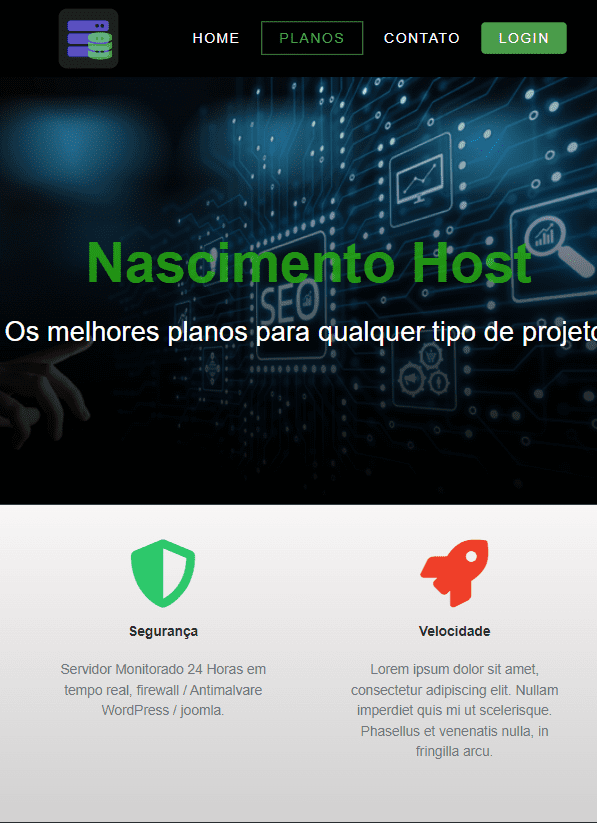 HOME PLANOS CONTATO LOGIN
Nascimento Host
SEO
Os melhores planos para qualquer tipo de projeto
Segurança
Servidor Monitorado 24 Horas em
tempo real, firewall / Antimalvare
WordPress / joomla.
Velocidade
Lorem ipsum dolor sit amet,
consectetur adipiscing elit. Nullam
imperdiet quis mi ut scelerisque.
Phasellus et venenatis nulla, in
fringilla arcu.